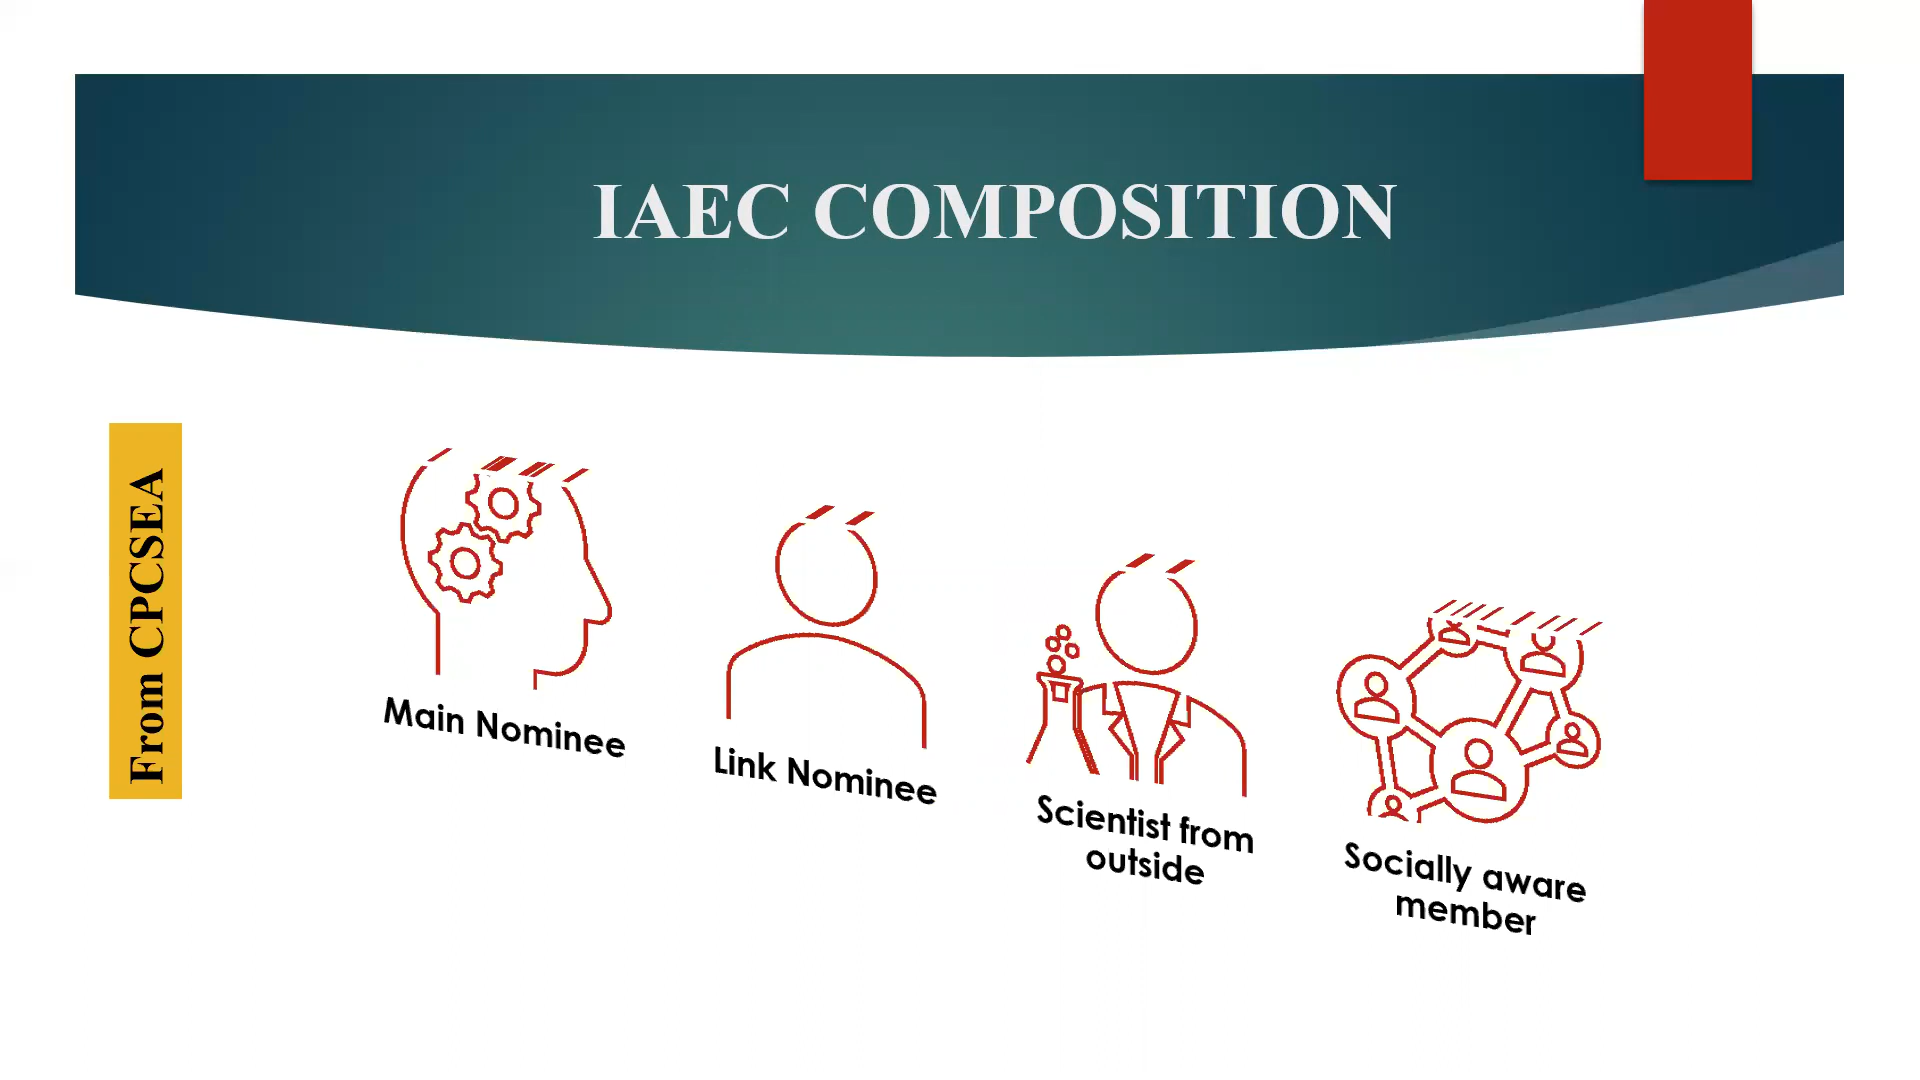 IAEC COMPOSITION
From CPCSEA
Main Nominee
Link Nominee
Scientist from
outside
Socially aware
member